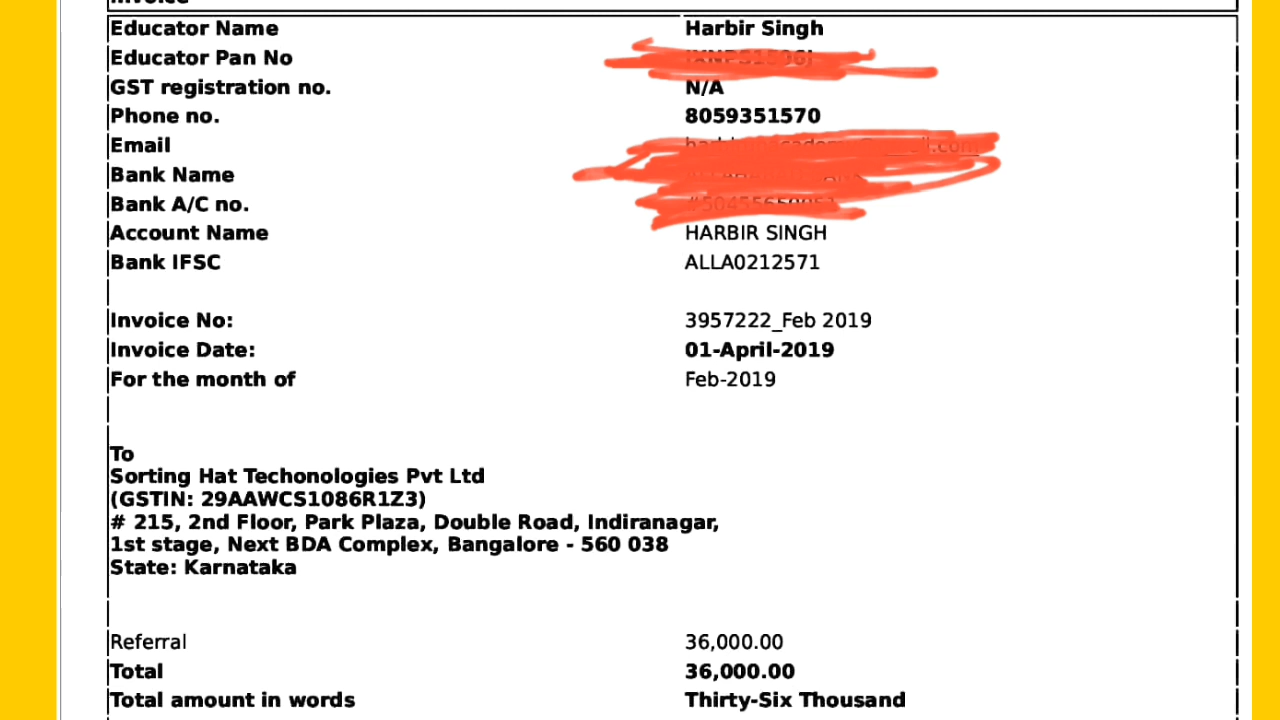 Invoice
Educator Name Harbir Singh
Educator Pan No
GST registration no. N/A
Phone no. 8059351570
Email
Bank Name
Bank A/C no.
Account Name HARBIR SINGH
Bank IFSC ALLA0212571
Invoice No: 3957222_Feb 2019
Invoice Date: 01-April-2019
For the month of Feb-2019
To
Sorting Hat Techonologies Pvt Ltd
(GSTIN: 29AAWCS1086R1Z3)
# 215, 2nd Floor, Park Plaza, Double Road, Indiranagar,
1st stage, Next BDA Complex, Bangalore - 560 038
State: Karnataka
Referral 36,000.00
Total 36,000.00
Total amount in words Thirty-Six Thousand